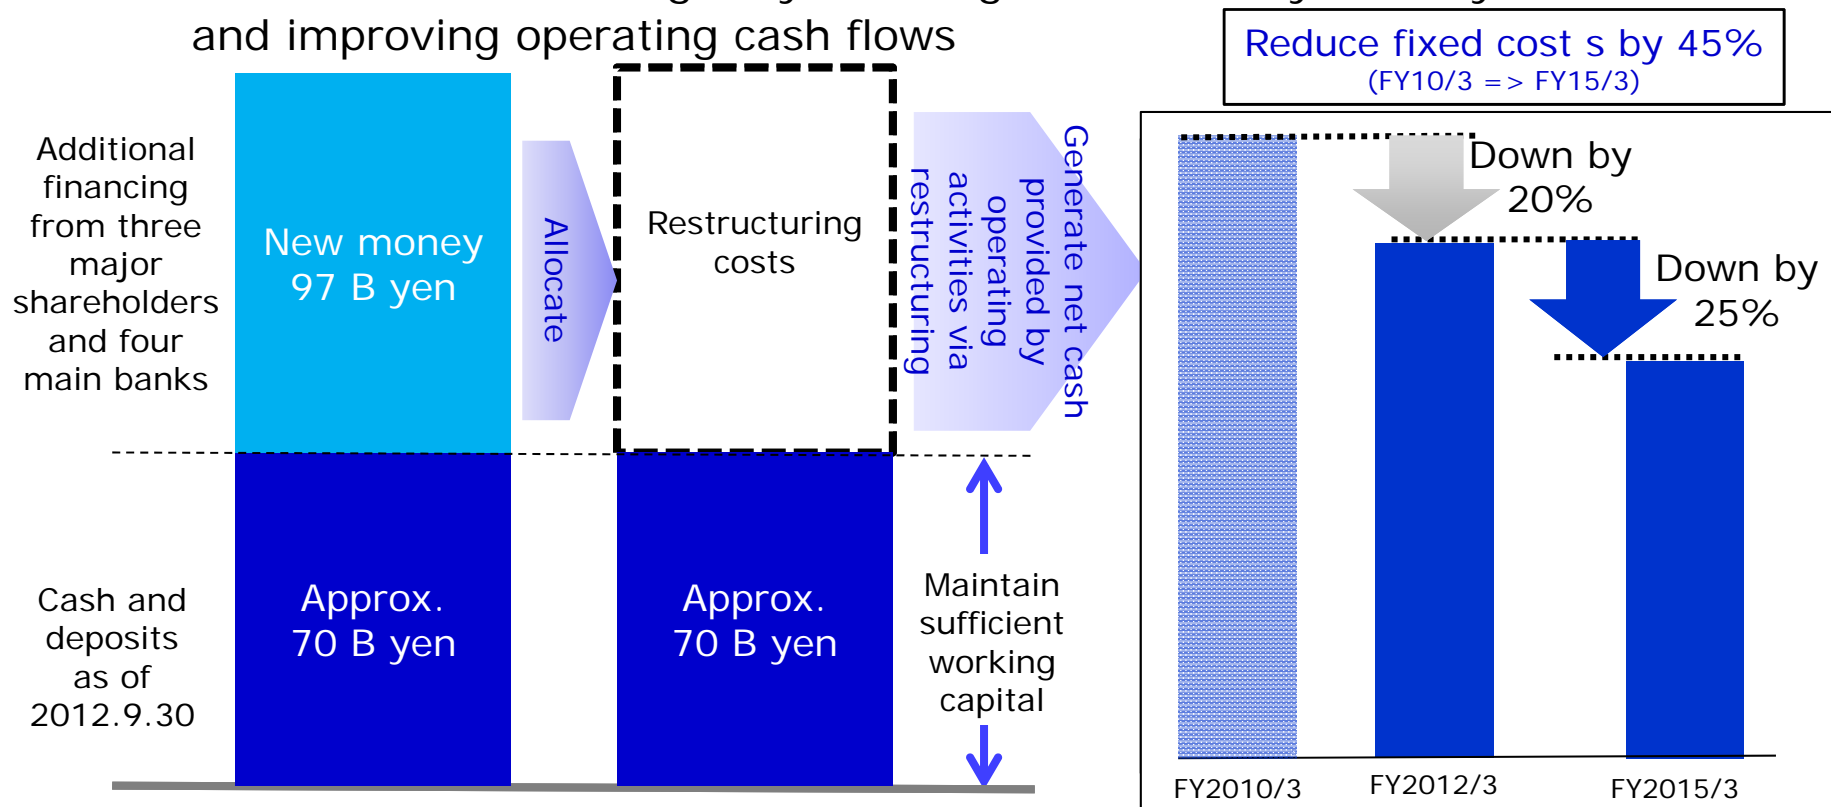 and improving operating cash flows
Reduce fixed cost s by 45%
(FY10/3 = > FY15/3)
Additional
financing
from three
major
shareholders
and four
main banks
New money
97 B yen
Allocate
Restructuring
costs
Generate net cash
provided by
operating
activities via
restructuring
Down by
20%
Down by
25%
Cash and
deposits
as of
2012.9.30
Approx.
70 B yen
Approx.
70 B yen
Maintain
sufficient
working
capital
FY2010/3
FY2012/3
FY2015/3